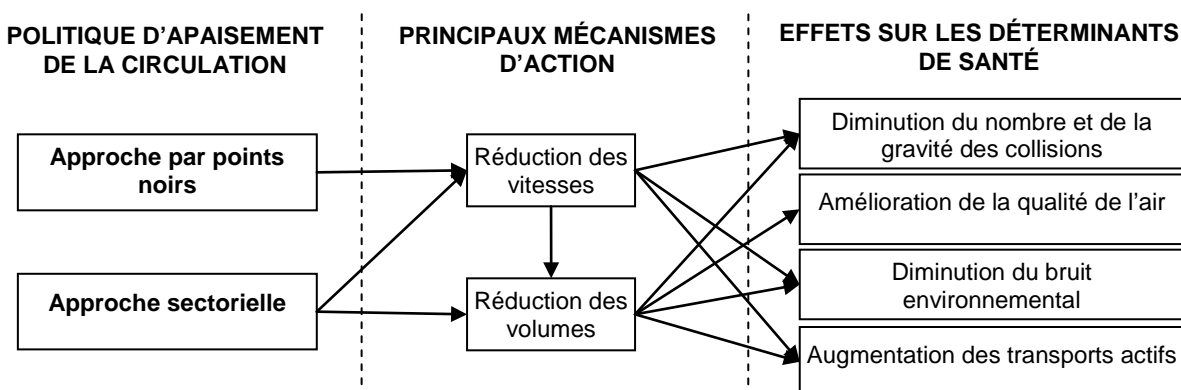 POLITIQUE D'APAISEMENT
DE LA CIRCULATION
PRINCIPAUX MÉCANISMES
D'ACTION
EFFETS SUR LES DÉTERMINANTS
DE SANTÉ
Approche par points
noirs
Approche sectorielle
Réduction des
vitesses
Réduction des
volumes
Diminution du nombre et de la
gravité des collisions
Amélioration de la qualité de l'air
Diminution du bruit
environnemental
Augmentation des transports actifs